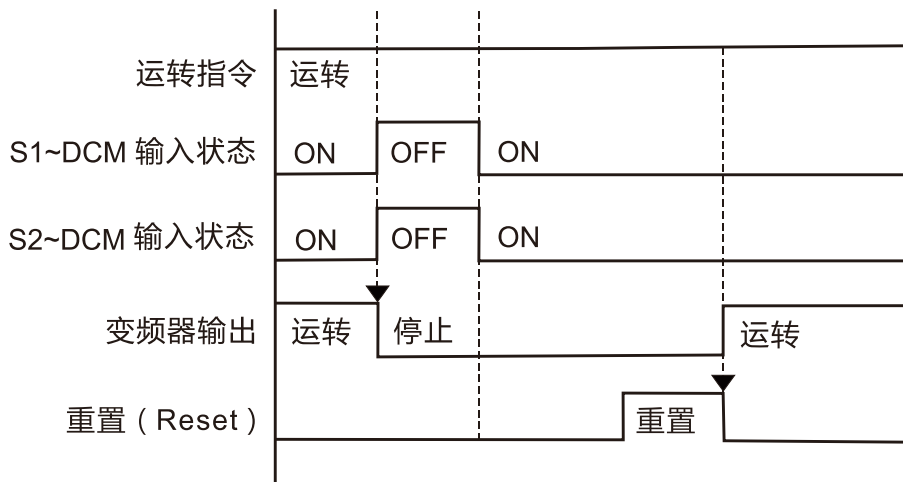 运转指令 运转
S1~DCM 输入状态 ON OFF ON
S2~DCM 输入状态 ON OFF ON
变频器输出 运转 停止 运转
重置（Reset） 重置